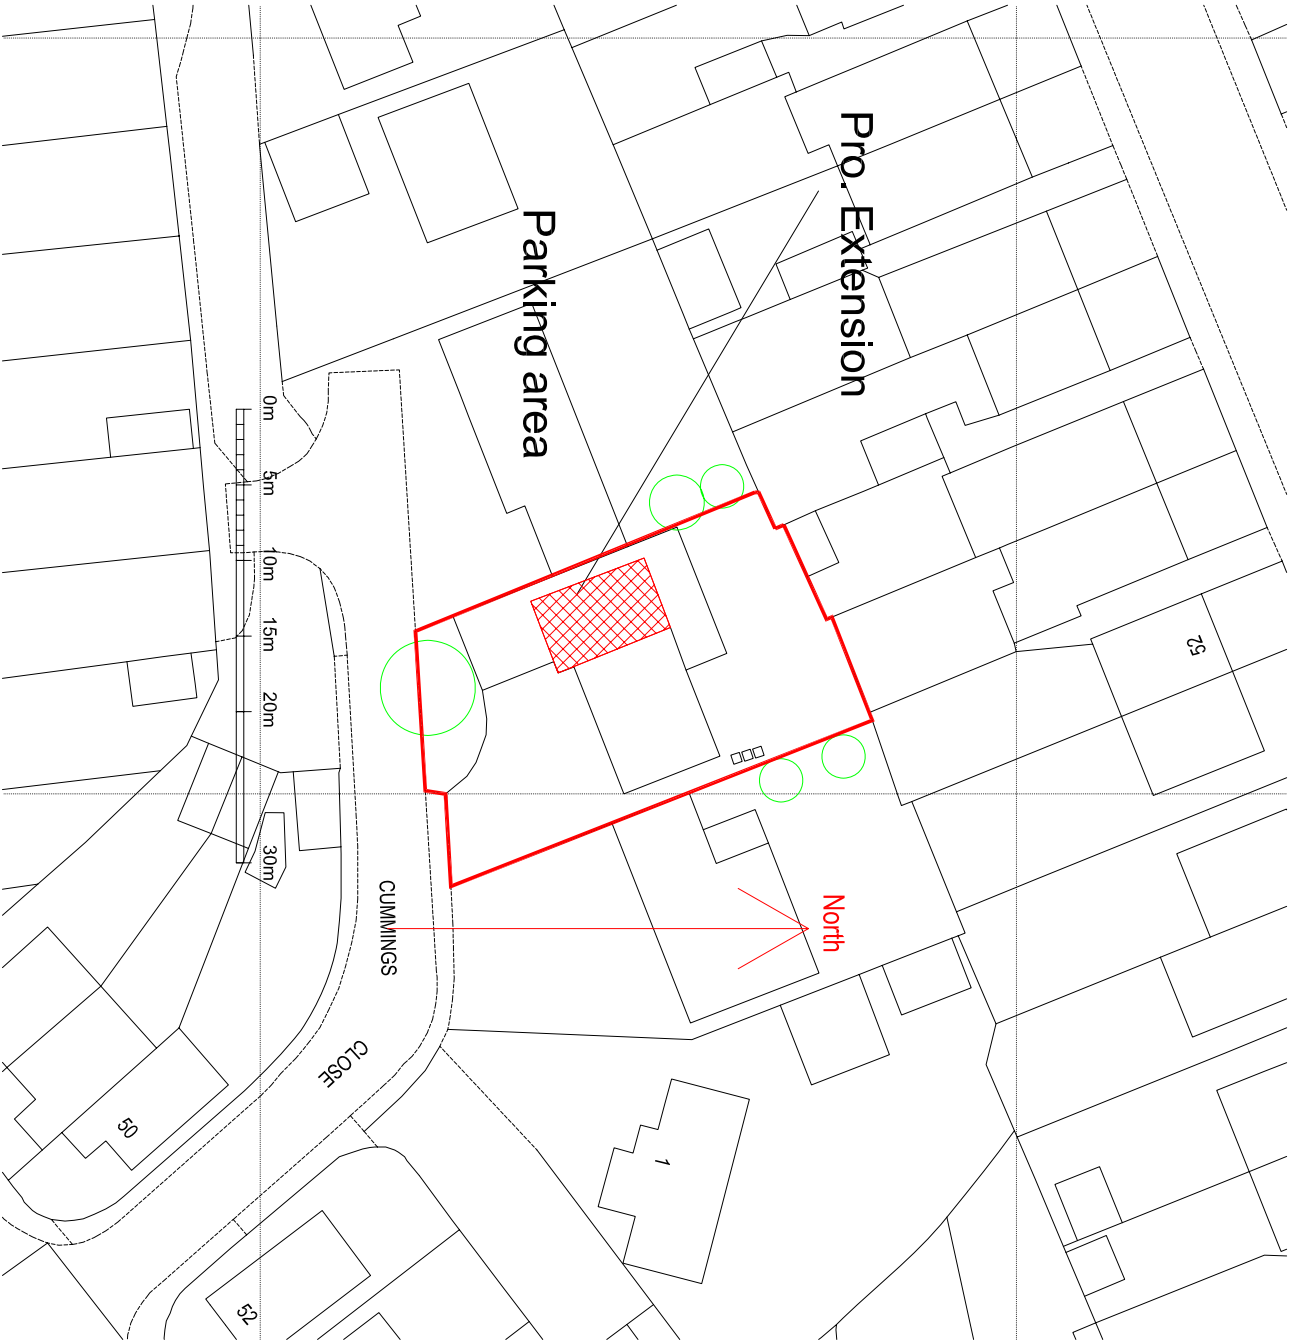 Pro. Extension
Parking area
0m
5m
10m
15m
20m
30m
52
North
CUMMINGS
CLOSE
50
1
52